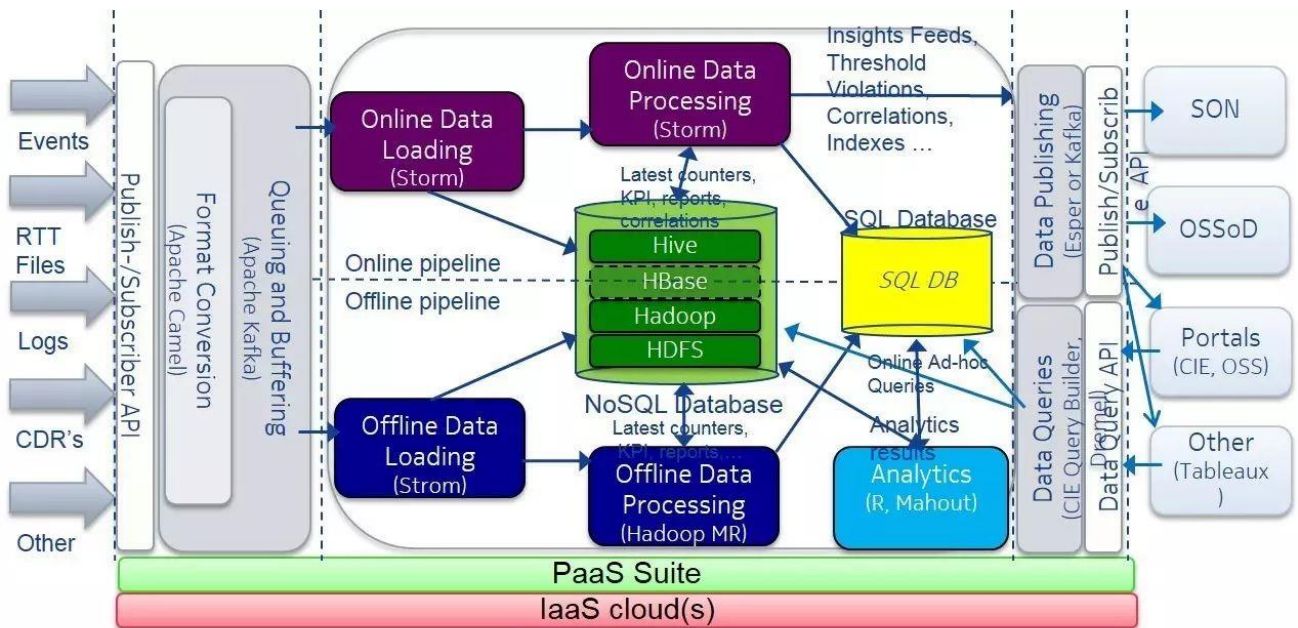 Events
RTT
Files
Logs
CDR's
Other
Publish-/Subscriber API
Format Conversion
(Apache Camel)
Queuing and Buffering
(Apache Kafka)
Online Data
Loading
(Storm)
Online Data
Processing
(Storm)
Insights Feeds,
Threshold
Violations,
Correlations,
Indexes ...
Latest counters,
KPI, reports,
correlations
Online pipeline
Offline pipeline
Hive
HBase
Hadoop
HDFS
NoSQL Database
SQL Database
SQL DB
Online Ad-hoc
Queries
Latest counters,
KPI, reports,...
Analytics
results
Offline Data
Loading
(Strom)
Offline Data
Processing
(Hadoop MR)
Analytics
(R, Mahout)
Data Publishing
(Esper or Kafka)
Publish/Subscrib
e API
Data Queries
(CIE Query Builder,
Dremel)
Data Query API
SON
OSSoD
Portals
(CIE, OSS)
Other
(Tableaux
)
PaaS Suite
IaaS cloud(s)